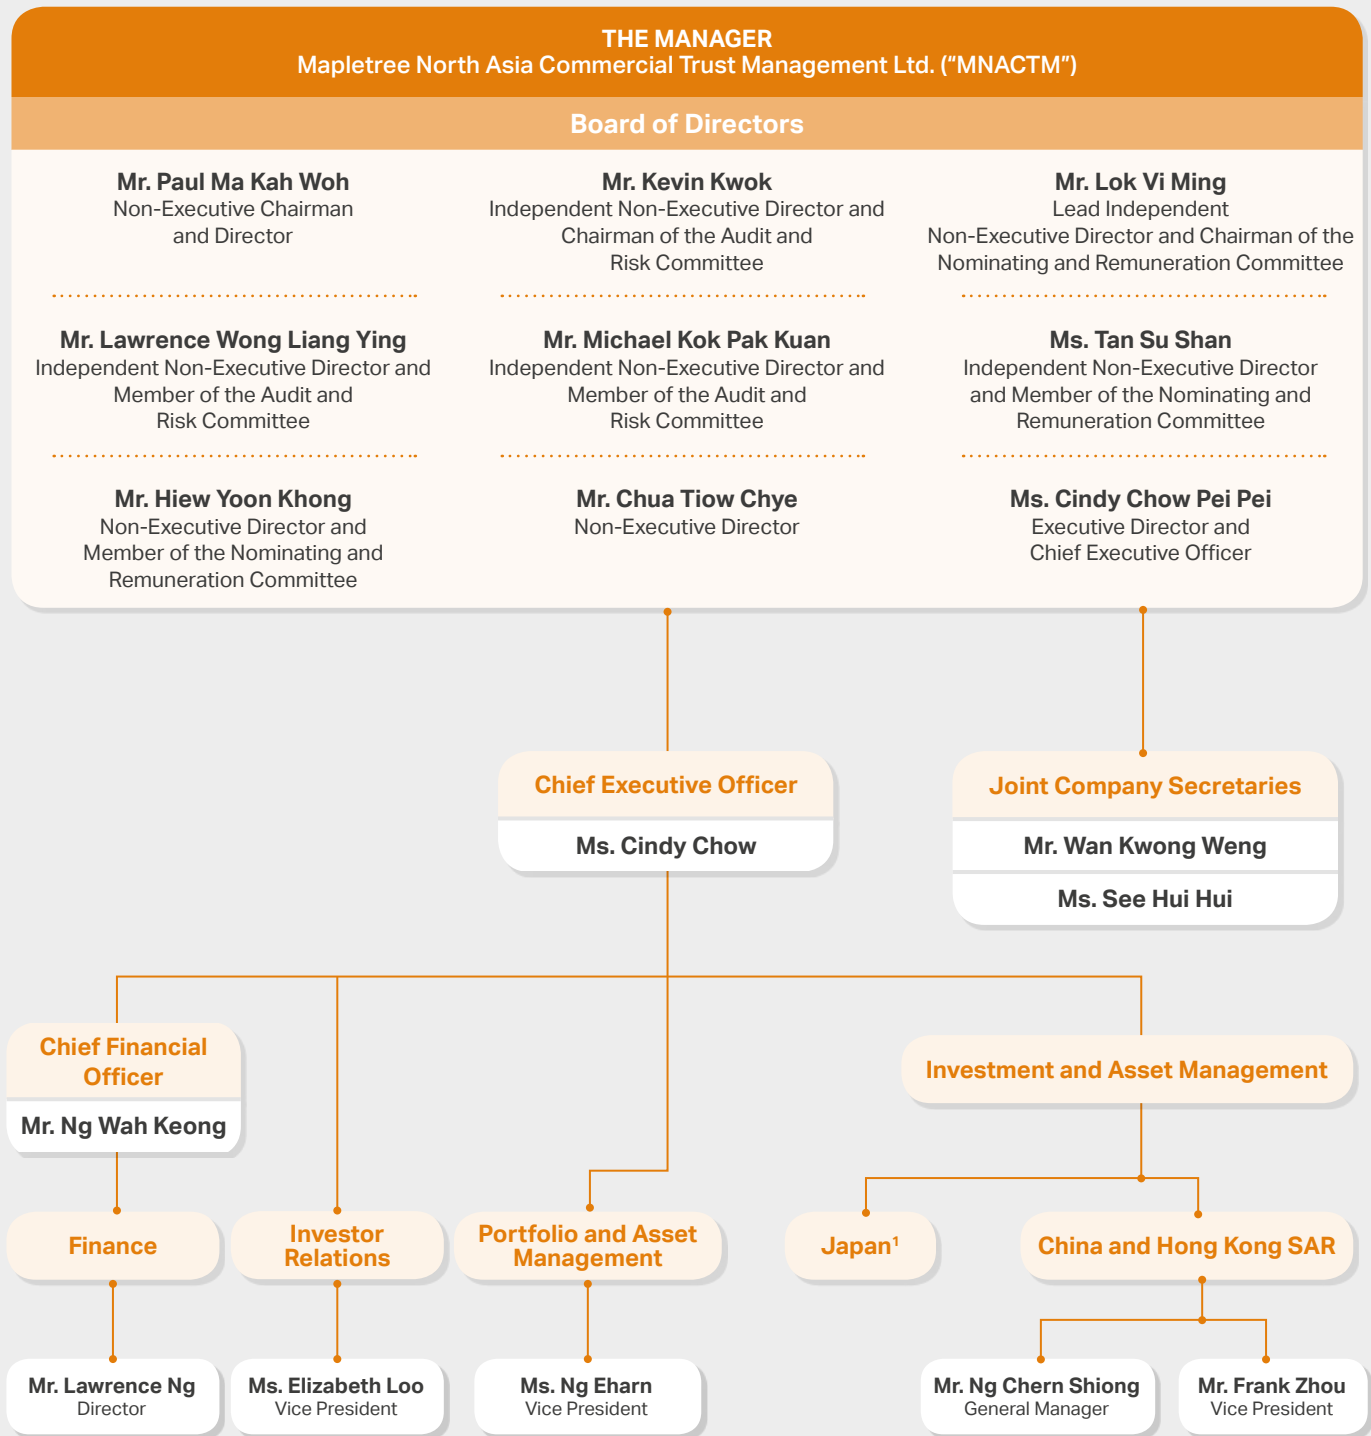 THE MANAGER
Mapletree North Asia Commercial Trust Management Ltd. (“MNACTM”)
Board of Directors
Mr. Paul Ma Kah Woh
Non-Executive Chairman
and Director
Mr. Kevin Kwok
Independent Non-Executive Director and
Chairman of the Audit and
Risk Committee
Mr. Lok Vi Ming
Lead Independent
Non-Executive Director and Chairman of the
Nominating and Remuneration Committee
Mr. Lawrence Wong Liang Ying
Independent Non-Executive Director and
Member of the Audit and
Risk Committee
Mr. Michael Kok Pak Kuan
Independent Non-Executive Director and
Member of the Audit and
Risk Committee
Ms. Tan Su Shan
Independent Non-Executive Director
and Member of the Nominating and
Remuneration Committee
Mr. Hiew Yoon Khong
Non-Executive Director and
Member of the Nominating and
Remuneration Committee
Mr. Chua Tiow Chye
Non-Executive Director
Ms. Cindy Chow Pei Pei
Executive Director and
Chief Executive Officer
Chief Executive Officer
Ms. Cindy Chow
Joint Company Secretaries
Mr. Wan Kwong Weng
Ms. See Hui Hui
Chief Financial
Officer
Mr. Ng Wah Keong
Investment and Asset Management
Finance
Investor
Relations
Portfolio and Asset
Management
Japan¹
China and Hong Kong SAR
Mr. Lawrence Ng
Director
Ms. Elizabeth Loo
Vice President
Ms. Ng Eharn
Vice President
Mr. Ng Chern Shiong
General Manager
Mr. Frank Zhou
Vice President